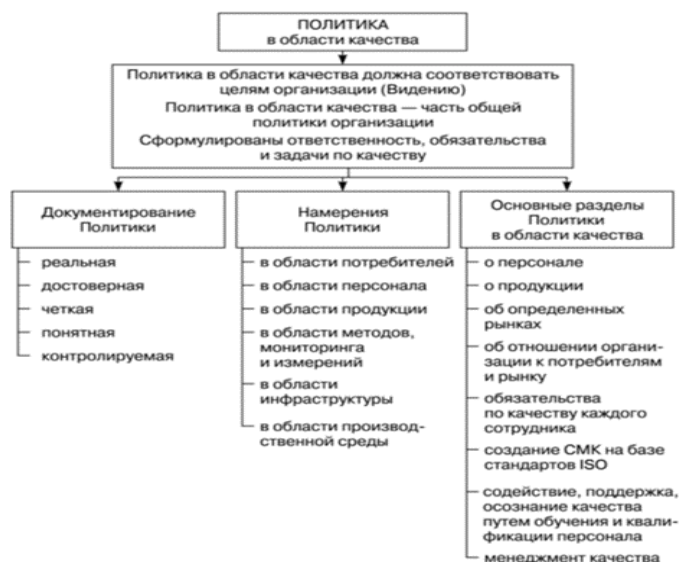 ПОЛИТИКА
в области качества
Политика в области качества должна соответствовать
целям организации (Видению)
Политика в области качества — часть общей
политики организации
Сформулированы ответственность, обязательства
и задачи по качеству
Документирование
Политики
реальная
достоверная
четкая
понятная
контролируемая
Намерения
Политики
в области потребителей
в области персонала
в области продукции
в области методов,
мониторинга
и измерений
в области
инфраструктуры
в области производ-
ственной среды
Основные разделы
Политики
в области качества
о персонале
о продукции
об определенных
рынках
об отношении органи-
зации к потребителям
и рынку
обязательства
по качеству каждого
сотрудника
создание СМК на базе
стандартов ISO
содействие, поддержка,
осознание качества
путем обучения и квали-
фикации персонала
менеджмент качества